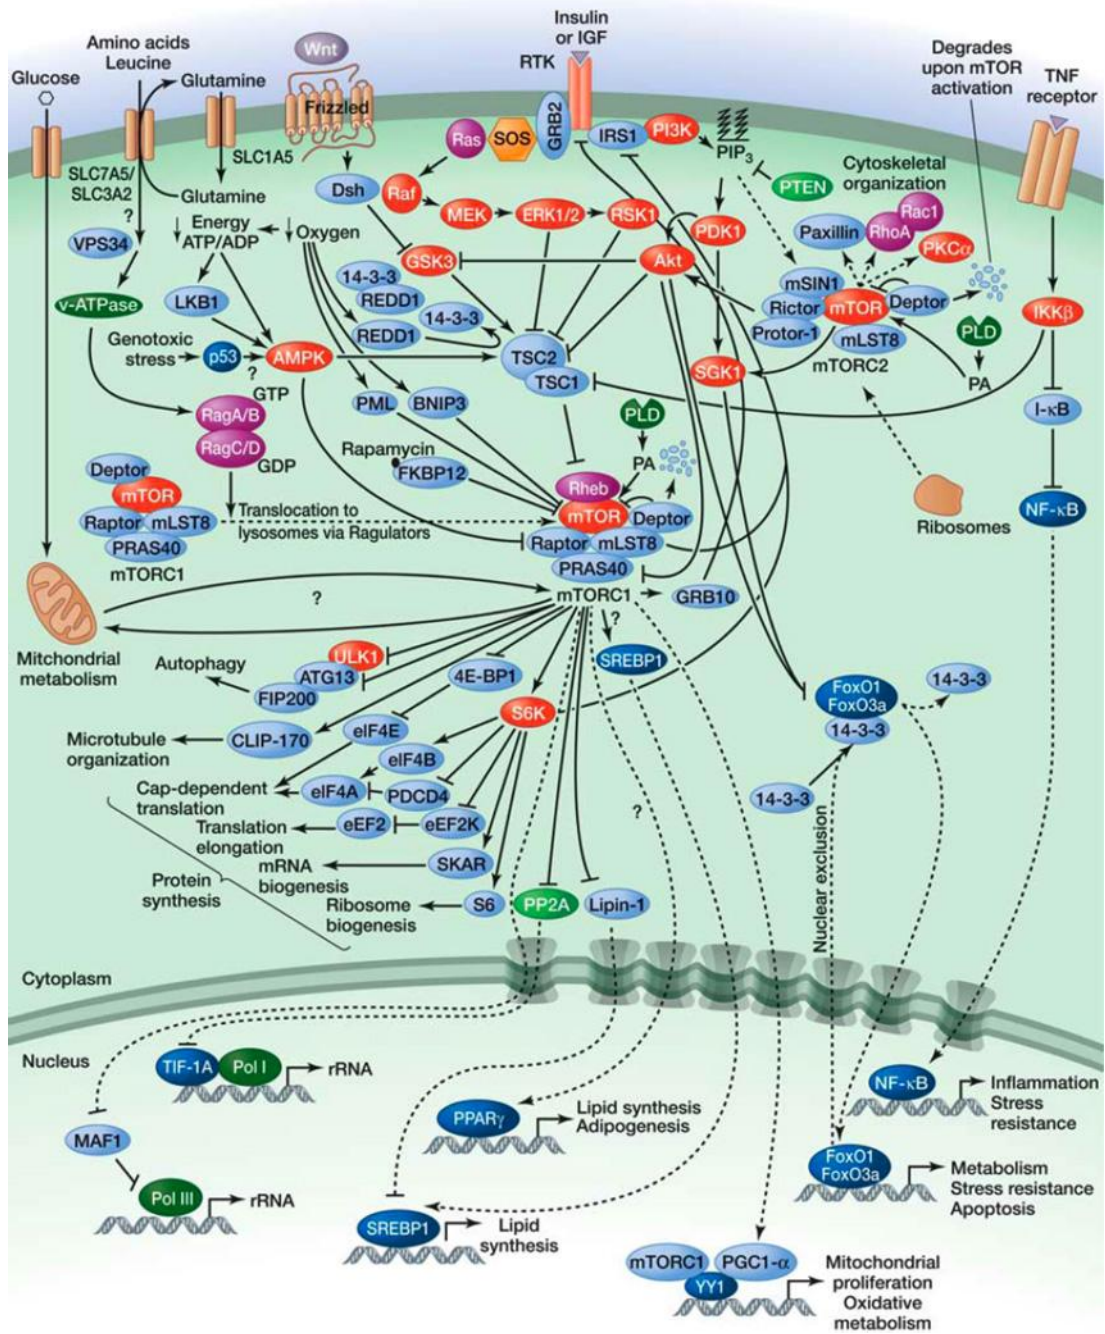 Insulin
or IGF
Wnt
Amino acids
Leucine
RTK
Degrades
upon mTOR
activation
Glucose
Glutamine
TNF
receptor
Frizzled
GRB2
Ras
SOS
IRS1
PI3K
PIP3
SLC7A5/
SLC3A2
SLC1A5
Glutamine
Dsh
Raf
MEK
ERK1/2
RSK1
PDK1
PTEN
Cytoskeletal
organization
Rac1
RhoA
Paxillin
PKCα
?
VPS34
Energy
ATP/ADP
Oxygen
GSK3
Akt
14-3-3
REDD1
14-3-3
REDD1
mSIN1
Rictor
mTOR
Deptor
Protor-1
mLST8
mTORC2
PLD
PA
IKKβ
v-ATPase
LKB1
Genotoxic
stress
p53
?
AMPK
TSC2
TSC1
SGK1
I-κB
GTP
RagA/B
RagC/D
GDP
PML
BNIP3
PLD
PA
Rapamycin
FKBP12
Ribosomes
NF-κB
Deptor
mTOR
Raptor
mLST8
PRAS40
mTORC1
Translocation to
lysosomes via Ragulators
Rheb
mTOR
Deptor
Raptor
mLST8
PRAS40
mTORC1
GRB10
?
?
Mitchondrial
metabolism
Autophagy
ULK1
ATG13
FIP200
4E-BP1
SREBP1
FoxO1
FoxO3a
14-3-3
14-3-3
14-3-3
S6K
Microtubule
organization
CLIP-170
eIF4E
eIF4B
Cap-dependent
translation
eIF4A
PDCD4
Translation
elongation
eEF2
eEF2K
?
mRNA
biogenesis
SKAR
Protein
synthesis
Ribosome
biogenesis
S6
PP2A
Lipin-1
Nuclear exclusion
Cytoplasm
Nucleus
TIF-1A
Pol I
rRNA
MAF1
Pol III
rRNA
PPARγ
Lipid synthesis
Adipogenesis
NF-κB
Inflammation
Stress
resistance
FoxO1
FoxO3a
Metabolism
Stress resistance
Apoptosis
SREBP1
Lipid
synthesis
mTORC1
PGC1-α
YY1
Mitochondrial
proliferation
Oxidative
metabolism